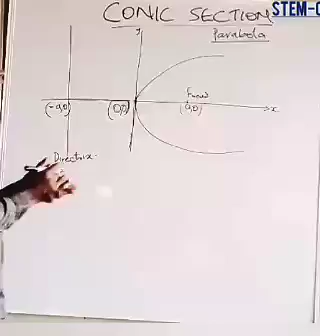 CONIC SECTION
STEM-C
Parabola
y
Focus
(-a,0)
(0,0)
(a,0)
x
Directrix